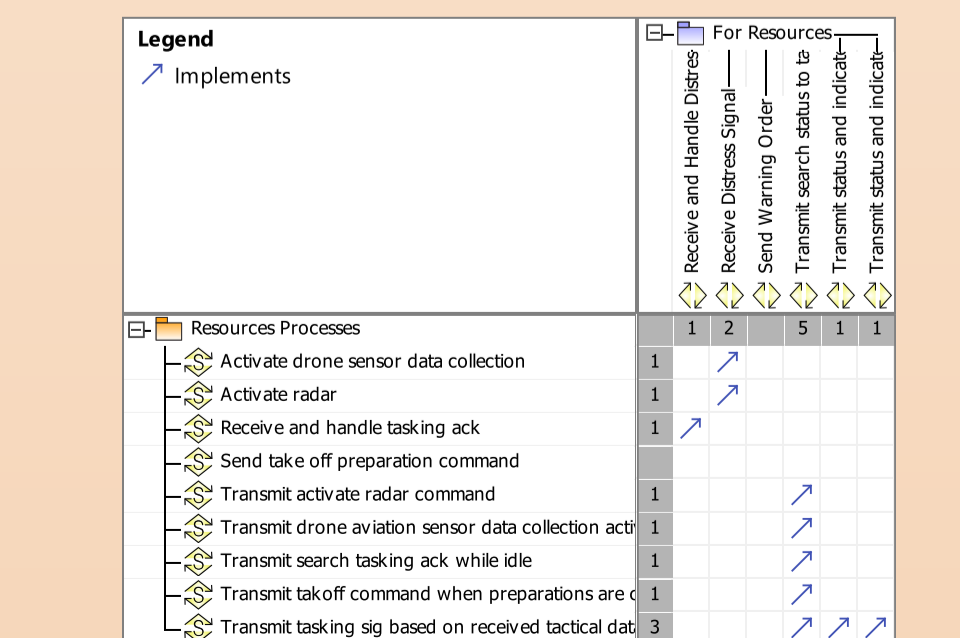 Legend
Implements
For Resources
Receive and Handle Distres
Receive Distress Signal
Send Warning Order
Transmit search status to ta
Transmit status and indicat
Transmit status and indicat
Resources Processes
1 2 5 1 1
Activate drone sensor data collection 1
Activate radar 1
Receive and handle tasking ack 1
Send take off preparation command
Transmit activate radar command 1
Transmit drone aviation sensor data collection acti 1
Transmit search tasking ack while idle 1
Transmit takoff command when preparations are c 1
Transmit tasking sig based on received tactical dat 3